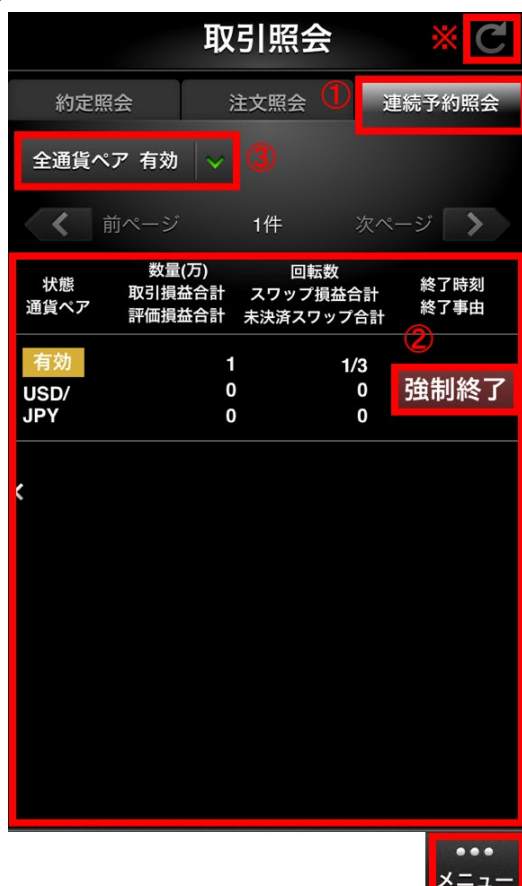 取引照会 ※
約定照会 注文照会 ① 連続予約照会
全通貨ペア 有効 ③
前ページ 1件 次ページ
状態
通貨ペア
数量(万)
取引損益合計
評価損益合計
回転数
スワップ損益合計
未決済スワップ合計
終了時刻
終了事由
②
有効 1 1/3
USD/ 0 0 強制終了
JPY 0 0
メニュー